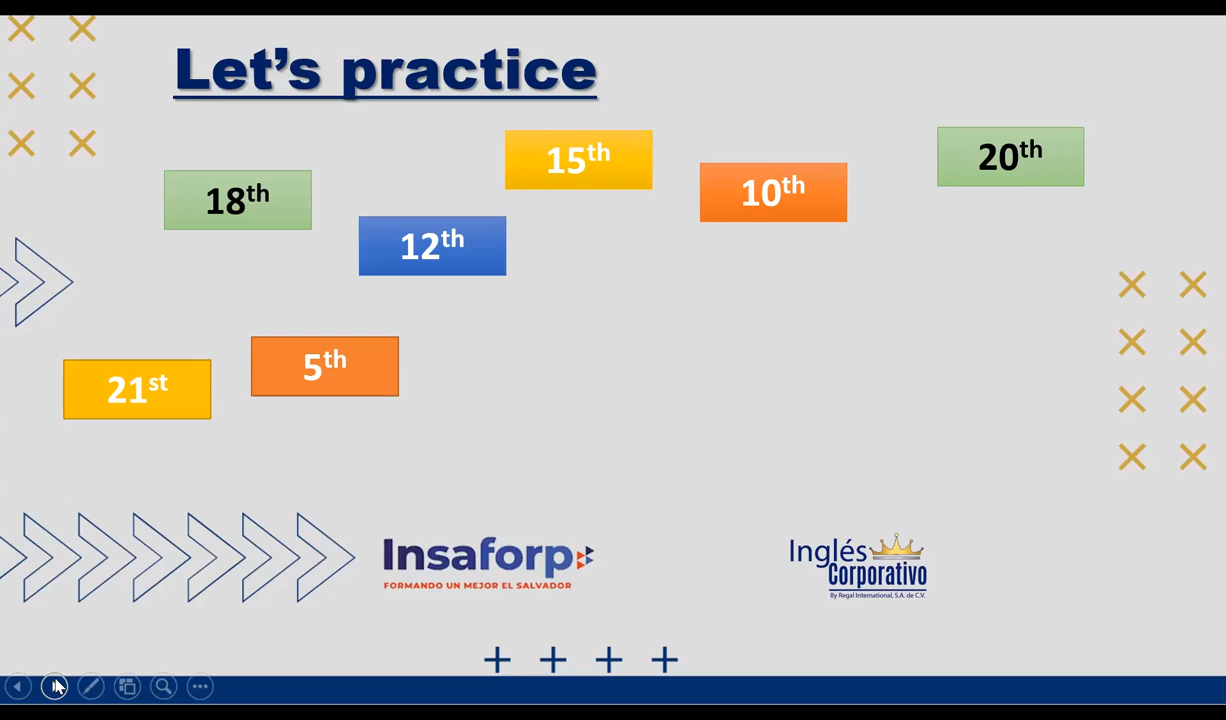 Let's practice
15th
20th
10th
18th
12th
5th
21st
Insaforp
FORMANDO UN MEJOR EL SALVADOR
Inglés
Corporativo
By Regal International, S.A. de C.V.